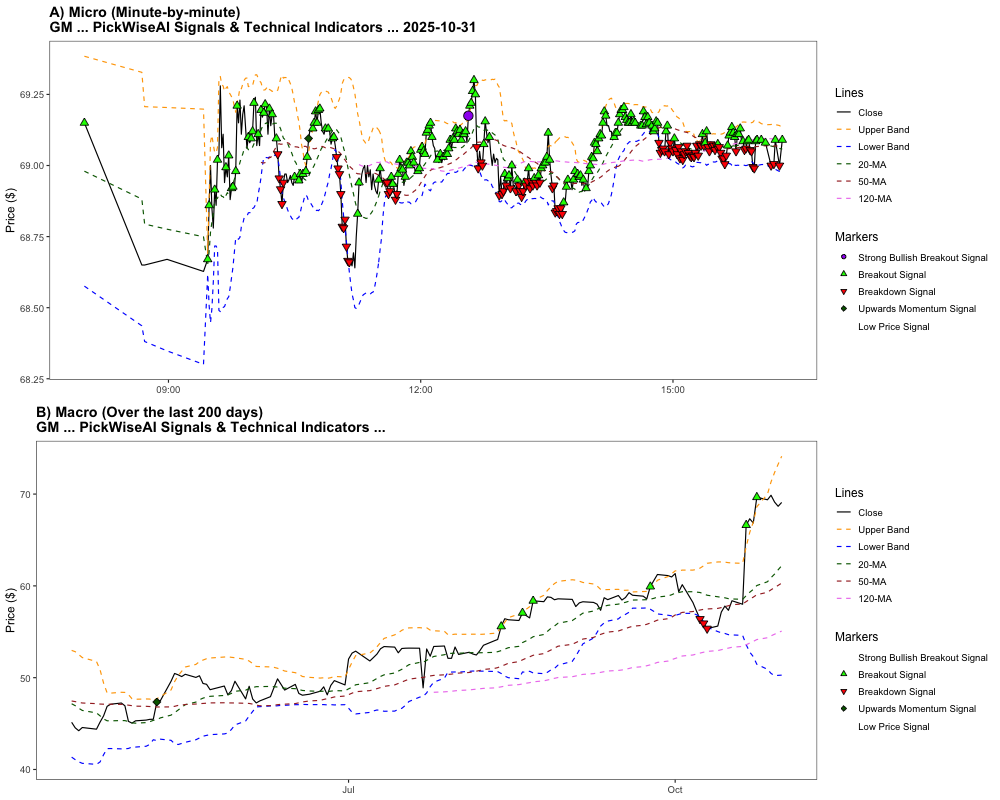 A) Micro (Minute-by-minute)
GM ... PickWiseAI Signals & Technical Indicators ... 2025-10-31
Price ($)
69.25
69.00
68.75
68.50
68.25
09:00
12:09
15:00
Lines
Close
Upper Band
Lower Band
20-MA
50-MA
120-MA
Markers
Strong Bullish Breakout Signal
Breakout Signal
Breakdown Signal
Upwards Momentum Signal
Low Price Signal
B) Macro (Over the last 200 days)
GM ... PickWiseAI Signals & Technical Indicators ...
Price ($)
70
60
50
40
Jul
Oct
Lines
Close
Upper Band
Lower Band
20-MA
50-MA
120-MA
Markers
Strong Bullish Breakout Signal
Breakout Signal
Breakdown Signal
Upwards Momentum Signal
Low Price Signal